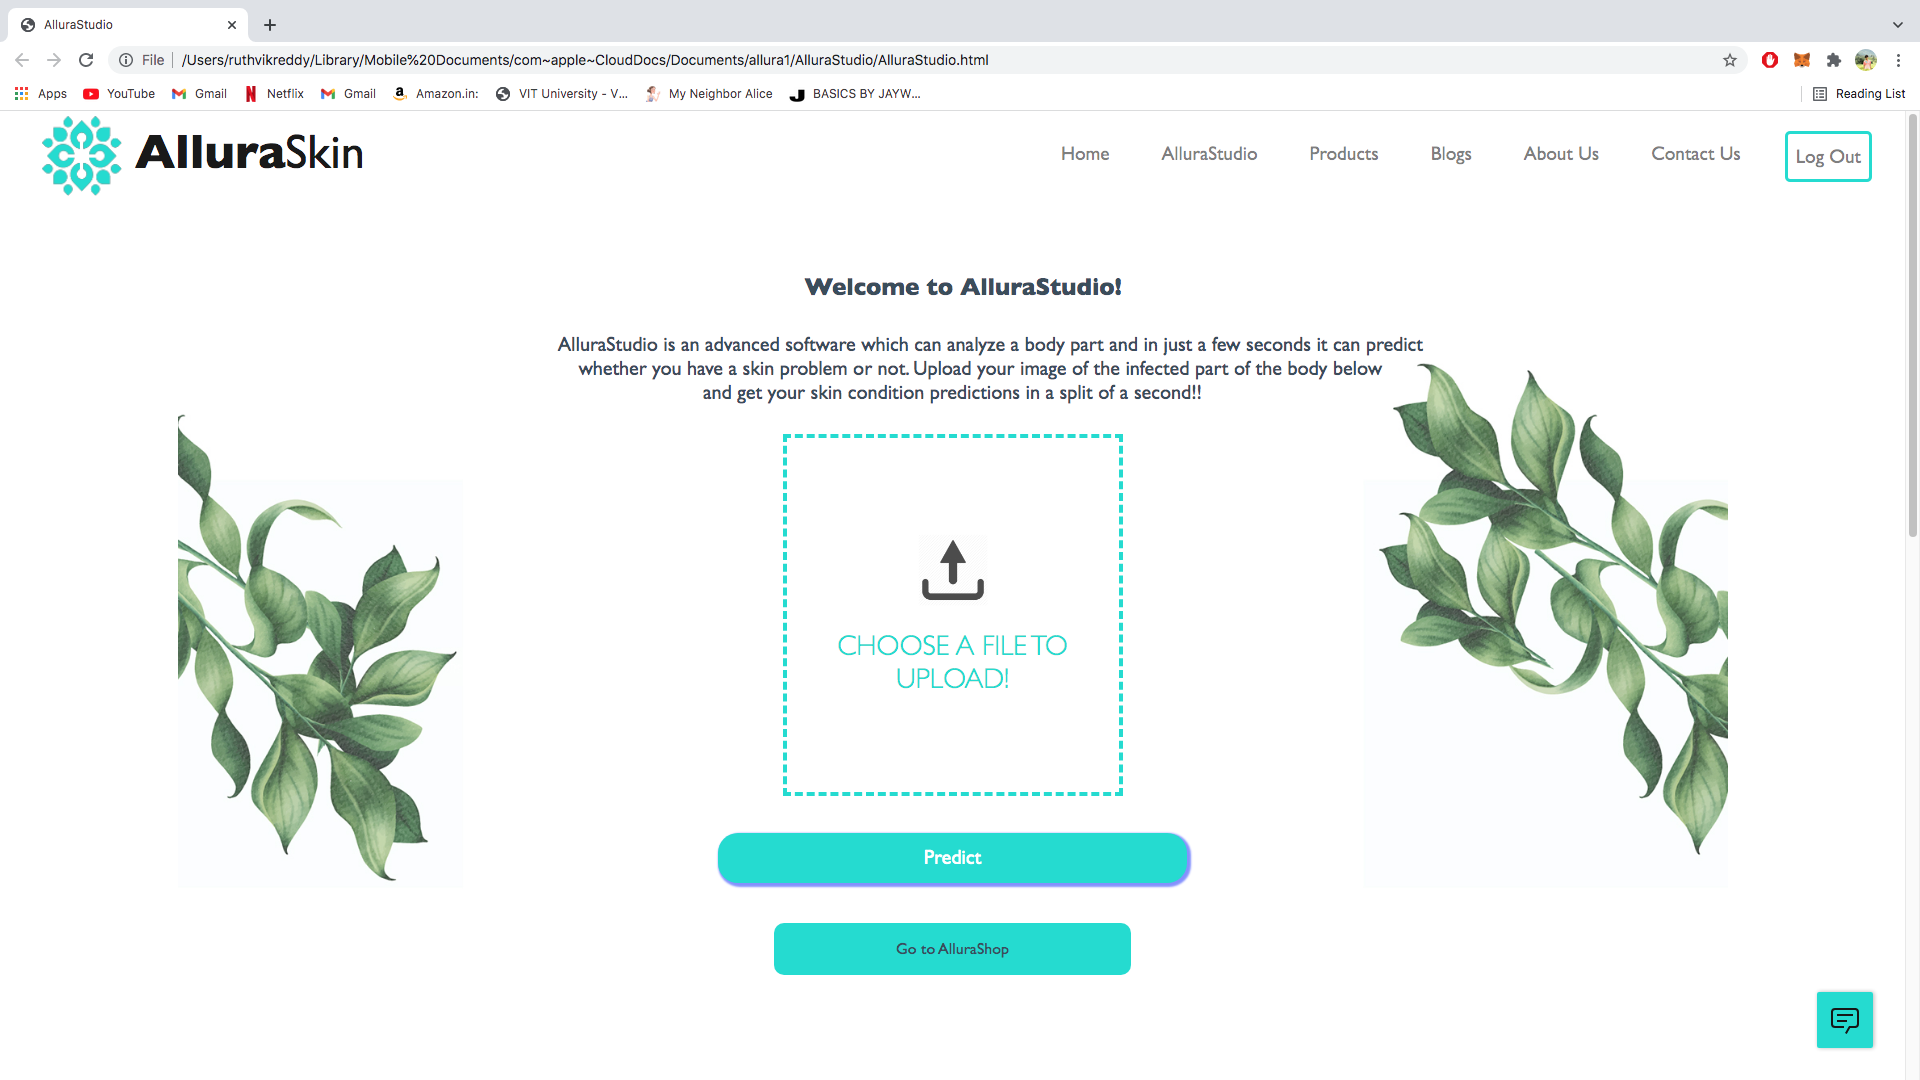 AlluraStudio
File
/Users/ruthvikreddy/Library/Mobile%20Documents/com~apple~CloudDocs/Documents/allura1/AlluraStudio/AlluraStudio.html
Apps YouTube Gmail Netflix Gmail Amazon.in: VIT University - V... My Neighbor Alice BASICS BY JAYW... Reading List
AlluraSkin
Home AlluraStudio Products Blogs About Us Contact Us Log Out
Welcome to AlluraStudio!
AlluraStudio is an advanced software which can analyze a body part and in just a few seconds it can predict
whether you have a skin problem or not. Upload your image of the infected part of the body below
and get your skin condition predictions in a split of a second!!
CHOOSE A FILE TO
UPLOAD!
Predict
Go to AlluraShop